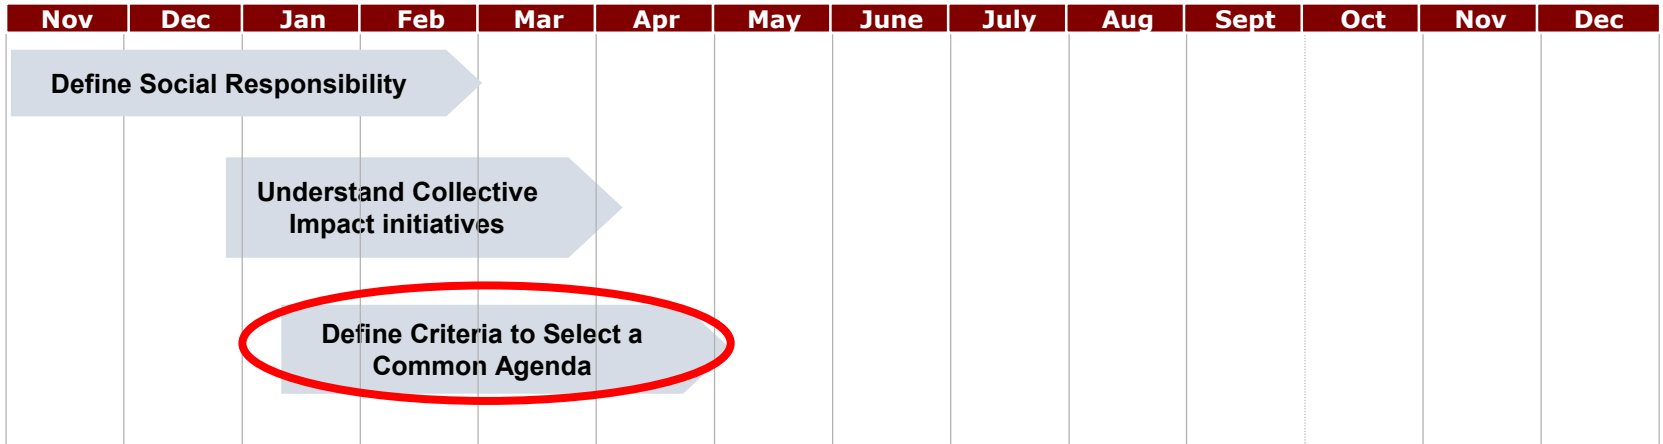 Nov Dec Jan Feb Mar Apr May June July Aug Sept Oct Nov Dec
Define Social Responsibility
Understand Collective
Impact initiatives
Define Criteria to Select a
Common Agenda